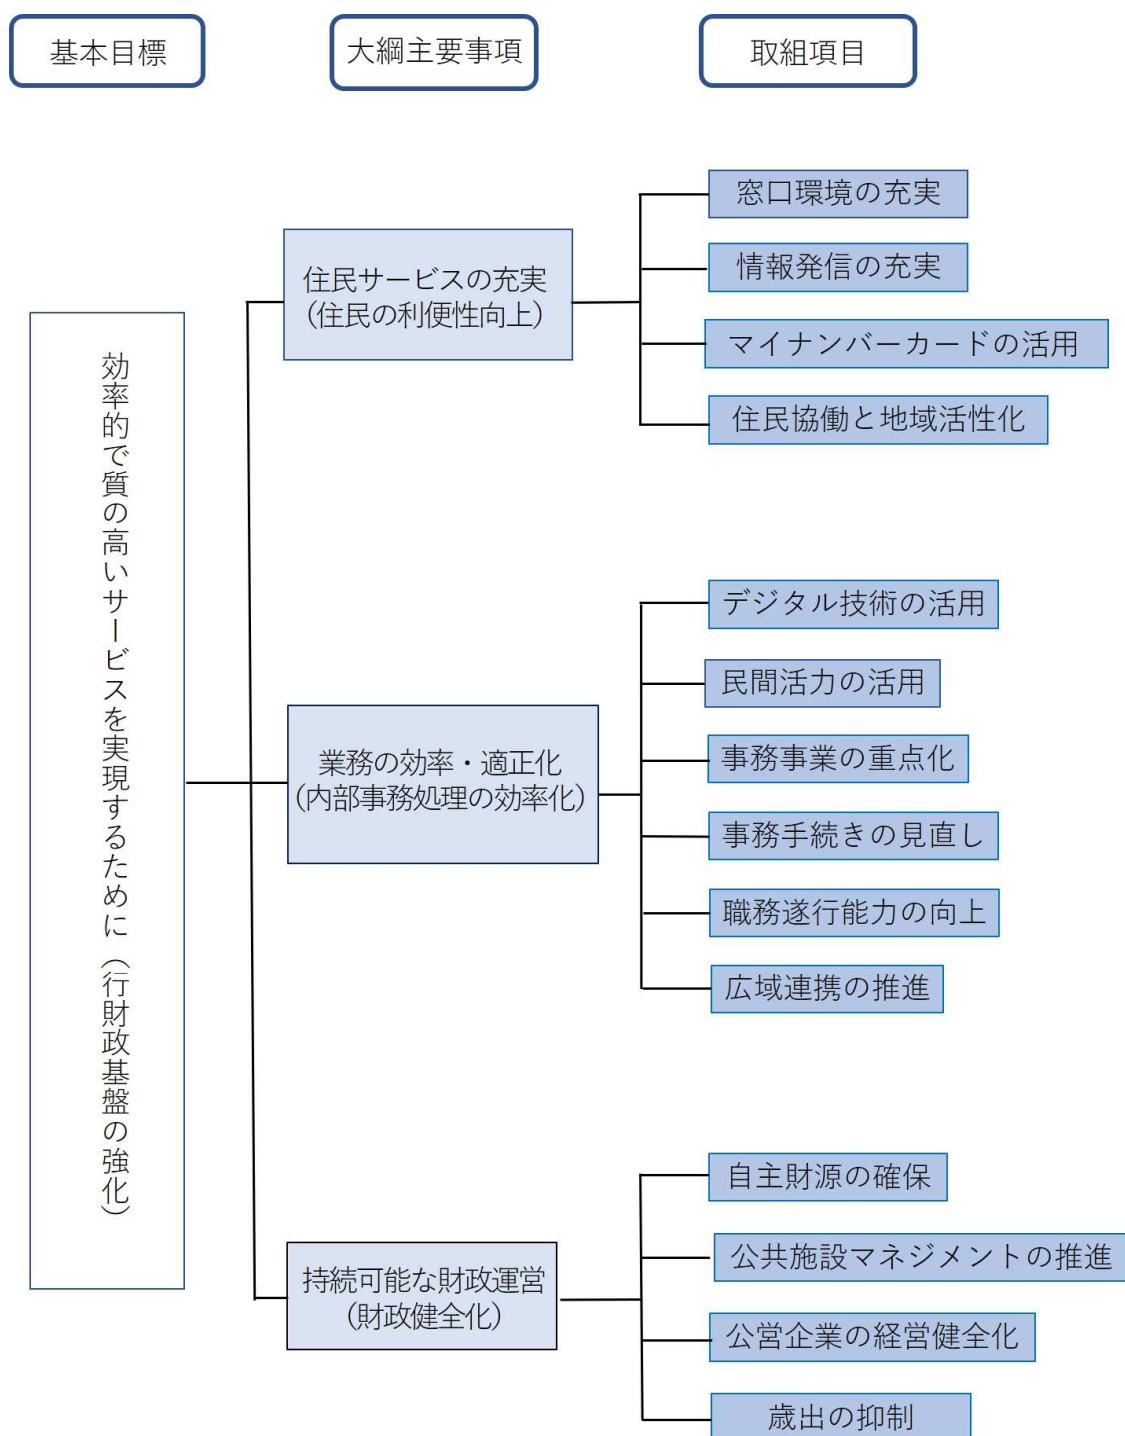 基本目標
大綱主要事項
取組項目
効率的で質の高いサービスを実現するために（行財政基盤の強化）
住民サービスの充実
（住民の利便性向上）
窓口環境の充実
情報発信の充実
マイナンバーカードの活用
住民協働と地域活性化
業務の効率・適正化
（内部事務処理の効率化）
デジタル技術の活用
民間活力の活用
事務事業の重点化
事務手続きの見直し
職務遂行能力の向上
広域連携の推進
持続可能な財政運営
（財政健全化）
自主財源の確保
公共施設マネジメントの推進
公営企業の経営健全化
歳出の抑制